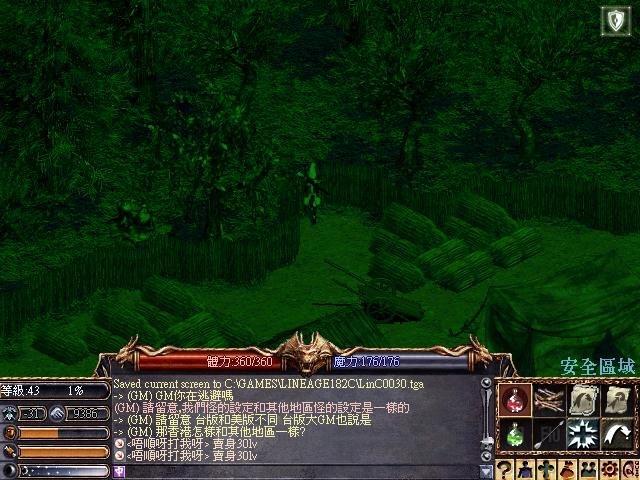 體力:360/360
魔力:176/176
安全區域
等級:43 1%
-31
9386
Saved current screen to C:\GAMES\LINEAGE182C\LinC0030.tga
-> (GM) GM你在逃避嗎
(GM) 請留意,我們怪的設定和其他地區怪的設定是一樣的
-> (GM) 請留意 台版和美版不同 台版大GM也說是
-> (GM) 那香港怎樣和其他地區一樣?
<唔順呀打我呀> 賣身30lv
<唔順呀打我呀> 賣身30lv
中